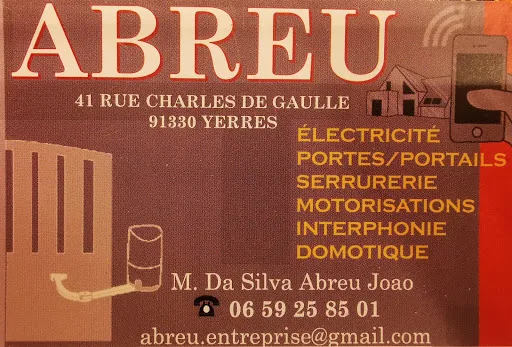 ABREU
41 RUE CHARLES DE GAULLE
91330 YERRES
ÉLECTRICITÉ
PORTES/PORTAILS
SERRURERIE
MOTORISATIONS
INTERPHONIE
DOMOTIQUE
M. Da Silva Abreu Joao
☎ 06 59 25 85 01
abreu.entreprise@gmail.com